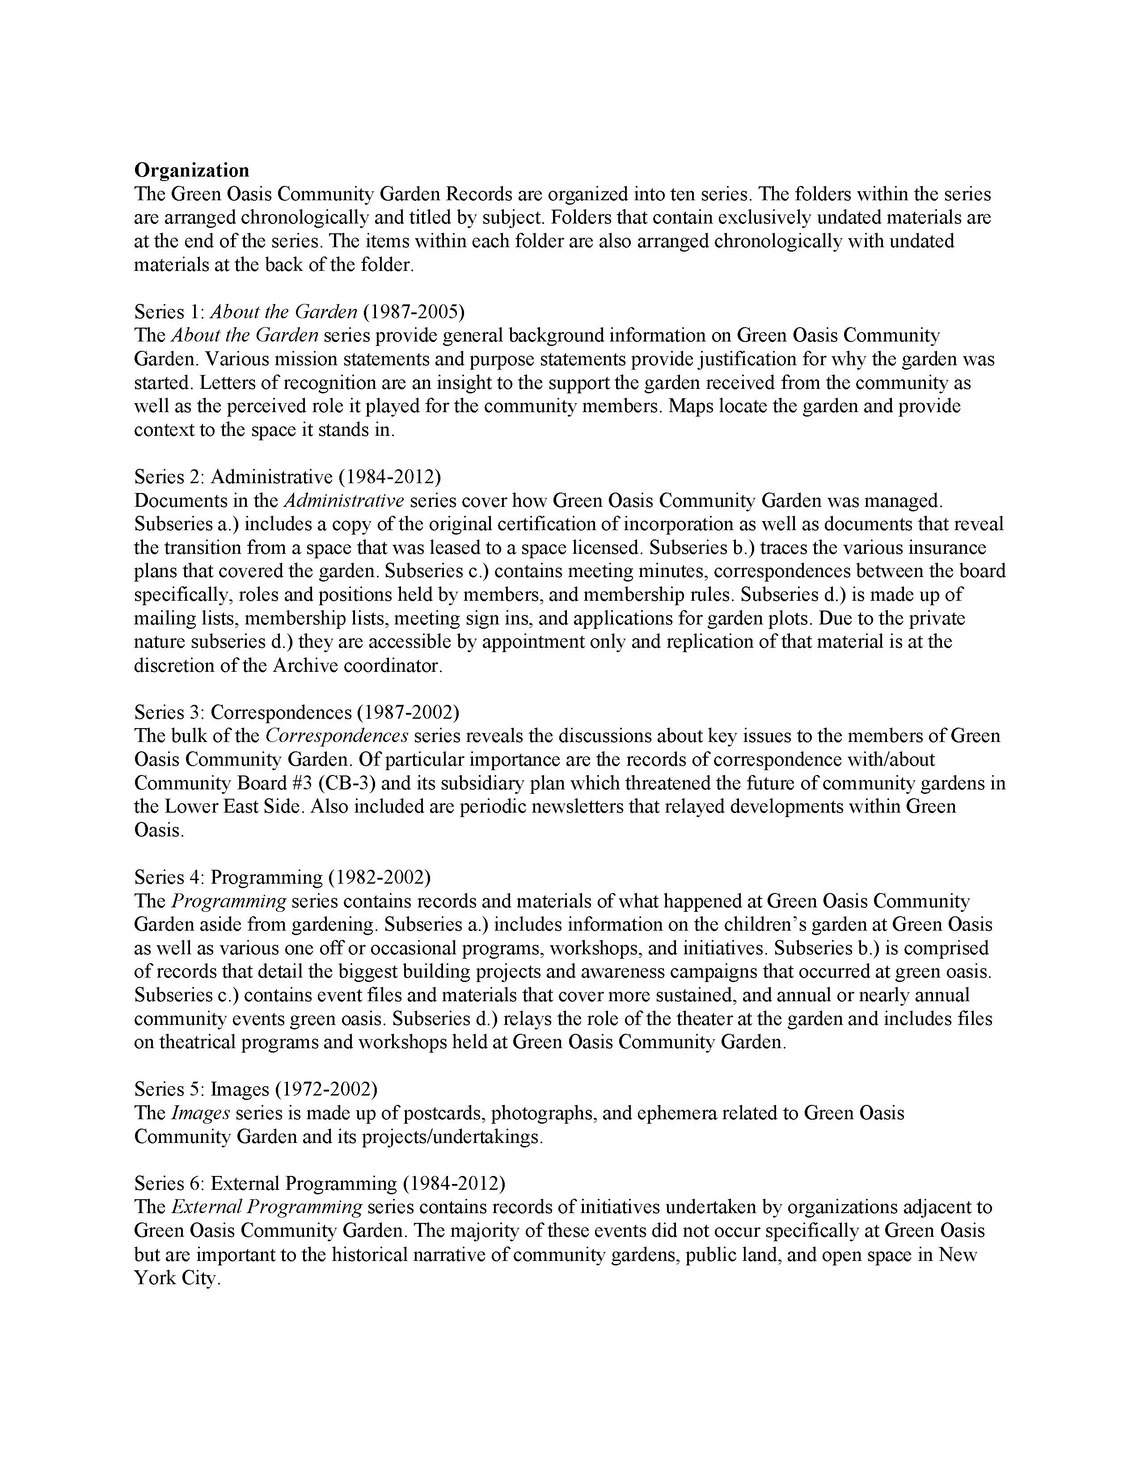 Organization
The Green Oasis Community Garden Records are organized into ten series. The folders within the series
are arranged chronologically and titled by subject. Folders that contain exclusively undated materials are
at the end of the series. The items within each folder are also arranged chronologically with undated
materials at the back of the folder.
Series 1: About the Garden (1987-2005)
The About the Garden series provide general background information on Green Oasis Community
Garden. Various mission statements and purpose statements provide justification for why the garden was
started. Letters of recognition are an insight to the support the garden received from the community as
well as the perceived role it played for the community members. Maps locate the garden and provide
context to the space it stands in.
Series 2: Administrative (1984-2012)
Documents in the Administrative series cover how Green Oasis Community Garden was managed.
Subseries a.) includes a copy of the original certification of incorporation as well as documents that reveal
the transition from a space that was leased to a space licensed. Subseries b.) traces the various insurance
plans that covered the garden. Subseries c.) contains meeting minutes, correspondences between the board
specifically, roles and positions held by members, and membership rules. Subseries d.) is made up of
mailing lists, membership lists, meeting sign ins, and applications for garden plots. Due to the private
nature subseries d.) they are accessible by appointment only and replication of that material is at the
discretion of the Archive coordinator.
Series 3: Correspondences (1987-2002)
The bulk of the Correspondences series reveals the discussions about key issues to the members of Green
Oasis Community Garden. Of particular importance are the records of correspondence with/about
Community Board #3 (CB-3) and its subsidiary plan which threatened the future of community gardens in
the Lower East Side. Also included are periodic newsletters that relayed developments within Green
Oasis.
Series 4: Programming (1982-2002)
The Programming series contains records and materials of what happened at Green Oasis Community
Garden aside from gardening. Subseries a.) includes information on the children’s garden at Green Oasis
as well as various one off or occasional programs, workshops, and initiatives. Subseries b.) is comprised
of records that detail the biggest building projects and awareness campaigns that occurred at green oasis.
Subseries c.) contains event files and materials that cover more sustained, and annual or nearly annual
community events green oasis. Subseries d.) relays the role of the theater at the garden and includes files
on theatrical programs and workshops held at Green Oasis Community Garden.
Series 5: Images (1972-2002)
The Images series is made up of postcards, photographs, and ephemera related to Green Oasis
Community Garden and its projects/undertakings.
Series 6: External Programming (1984-2012)
The External Programming series contains records of initiatives undertaken by organizations adjacent to
Green Oasis Community Garden. The majority of these events did not occur specifically at Green Oasis
but are important to the historical narrative of community gardens, public land, and open space in New
York City.